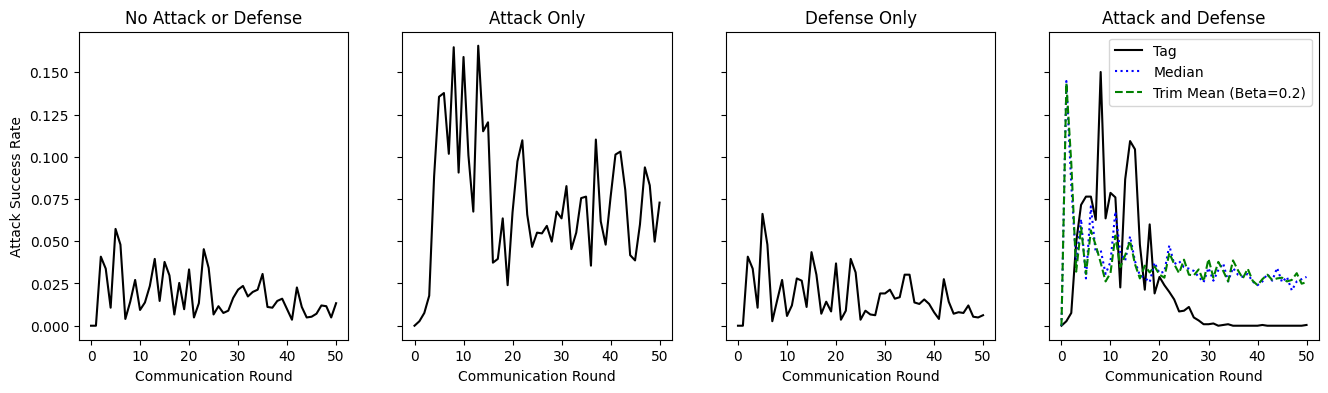 No Attack or Defense
Attack Only
Defense Only
Attack and Defense
Attack Success Rate
0.150
0.125
0.100
0.075
0.050
0.025
0.000
Tag
Median
Trim Mean (Beta=0.2)
0 10 20 30 40 50
0 10 20 30 40 50
0 10 20 30 40 50
0 10 20 30 40 50
Communication Round
Communication Round
Communication Round
Communication Round